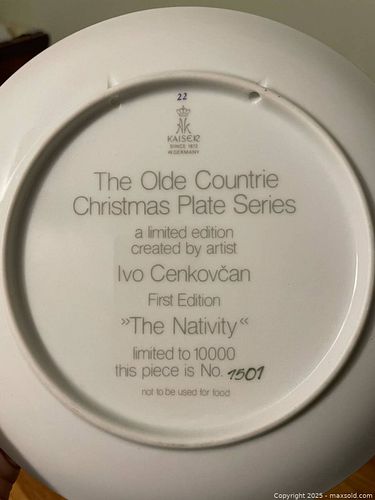 22
KAISER
SINCE 1872
W. GERMANY
The Olde Countrie
Christmas Plate Series
a limited edition
created by artist
Ivo Cenkovčan
First Edition
»The Nativity«
limited to 10000
this piece is No. 1501
not to be used for food
Copyright 2025 - maxsold.com